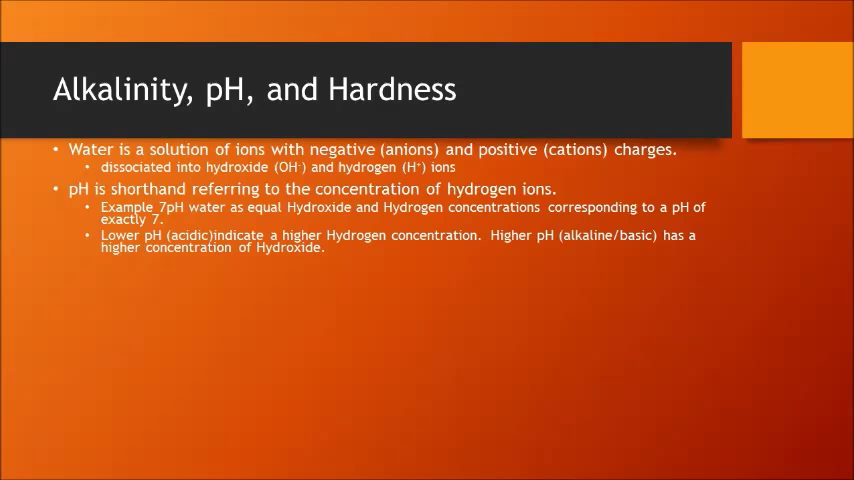 Alkalinity, pH, and Hardness
• Water is a solution of ions with negative (anions) and positive (cations) charges.
• dissociated into hydroxide (OH⁻) and hydrogen (H⁺) ions
• pH is shorthand referring to the concentration of hydrogen ions.
• Example 7pH water as equal Hydroxide and Hydrogen concentrations corresponding to a pH of
exactly 7.
• Lower pH (acidic)indicate a higher Hydrogen concentration. Higher pH (alkaline/basic) has a
higher concentration of Hydroxide.